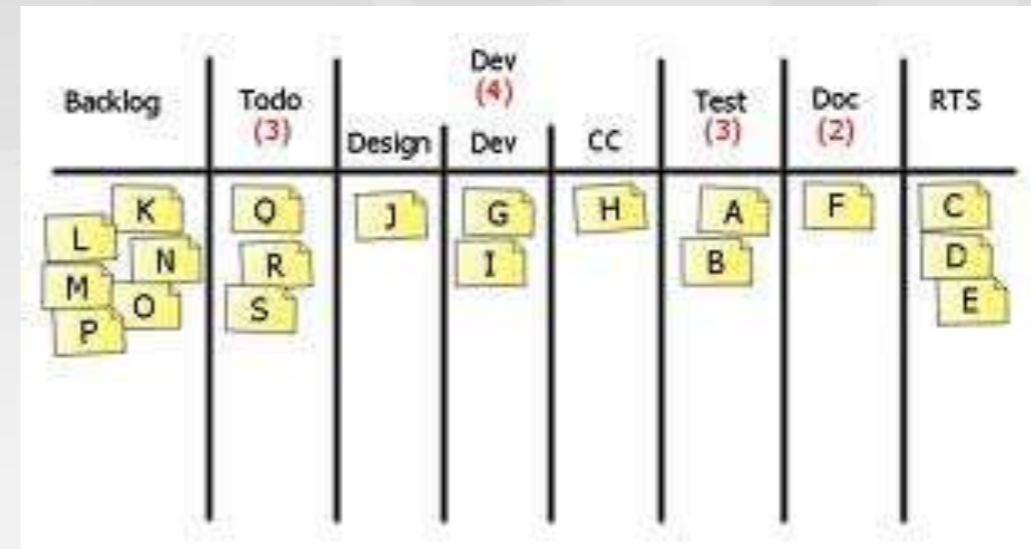 Backlog
Todo
(3)
Dev
(4)
Design
Dev
CC
Test
(3)
Doc
(2)
RTS
K
L
N
M
O
P
Q
R
S
J
G
I
H
A
B
F
C
D
E